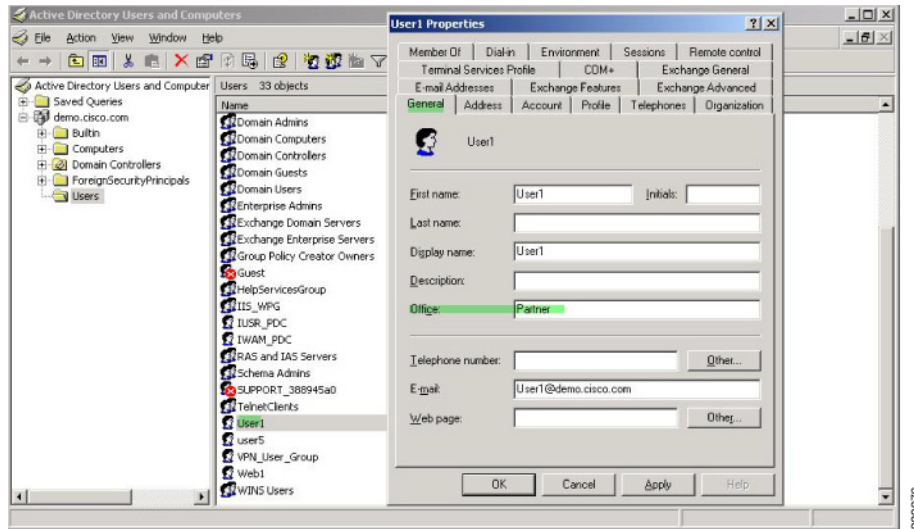 Active Directory Users and Computers
File Action View Window Help
Active Directory Users and Computer
Saved Queries
demo.cisco.com
Builtin
Computers
Domain Controllers
ForeignSecurityPrincipals
Users
Users 33 objects
Name
Domain Admins
Domain Computers
Domain Controllers
Domain Guests
Domain Users
Enterprise Admins
Exchange Domain Servers
Exchange Enterprise Servers
Group Policy Creator Owners
Guest
HelpServicesGroup
IIS_WPG
IUSR_PDC
IWAM_PDC
RAS and IAS Servers
Schema Admins
SUPPORT_388945a0
TelnetClients
User1
user5
VPN_User_Group
Web1
WINS Users
User1 Properties
Member Of Dial-in Environment Sessions Remote control
Terminal Services Profile COM+ Exchange General
E-mail Addresses Exchange Features Exchange Advanced
General Address Account Profile Telephones Organization
User1
First name: User1 Initials:
Last name:
Display name: User1
Description:
Office: Partner
Telephone number: Other...
E-mail: User1@demo.cisco.com
Web page: Other...
OK Cancel Apply Help